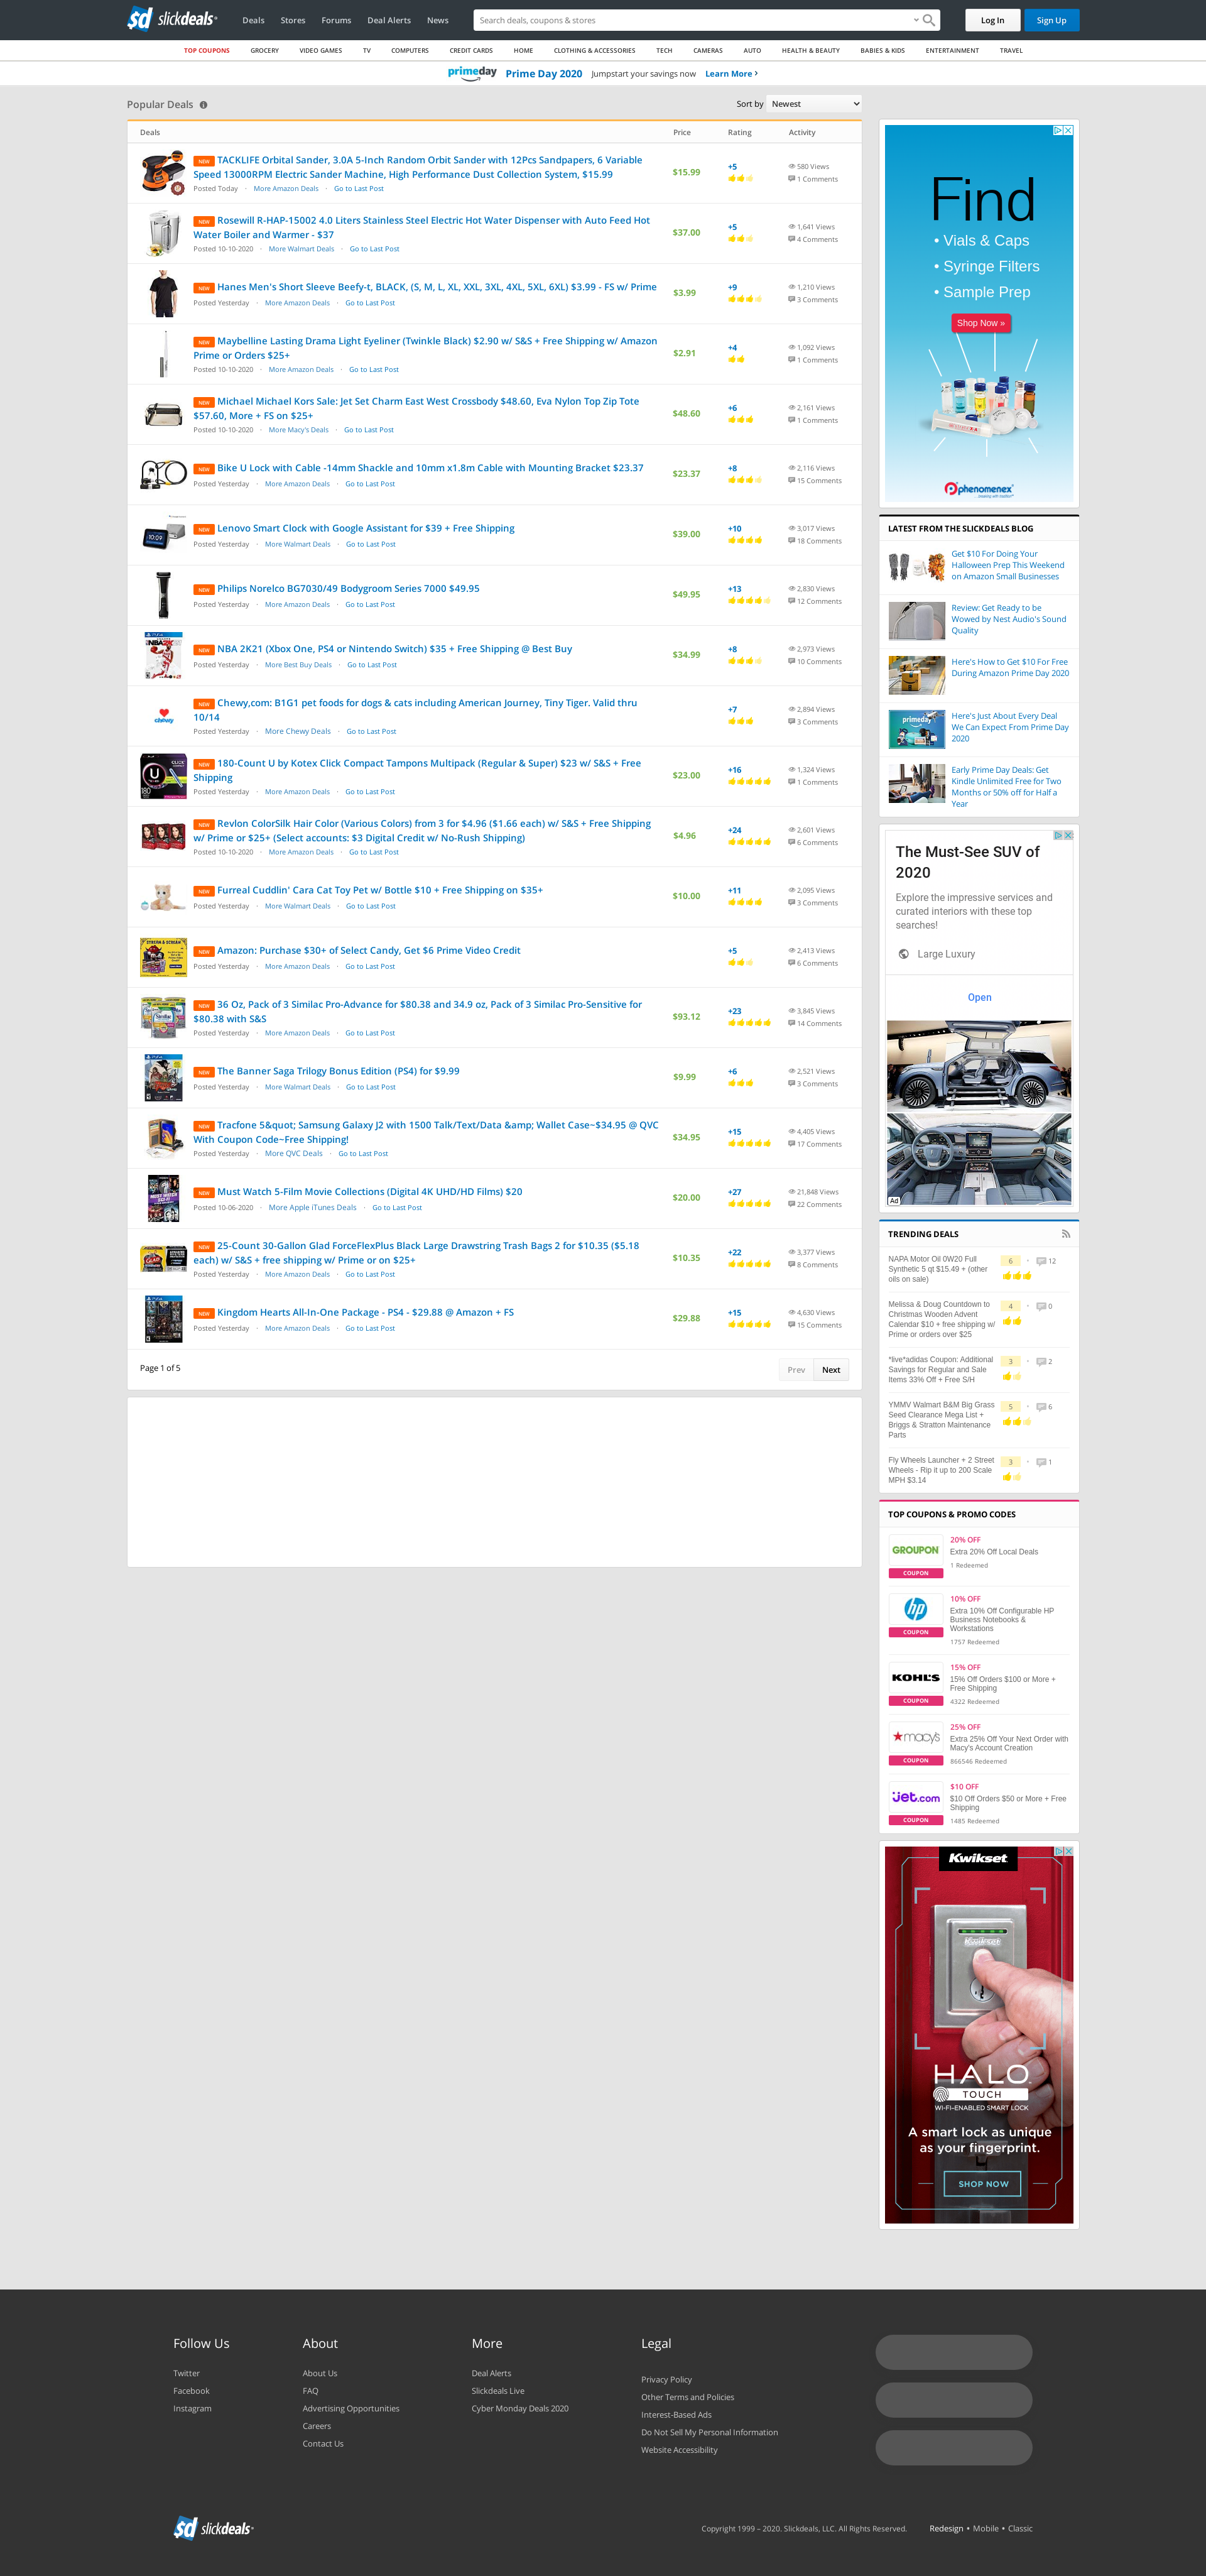 sd slickdeals
Deals Stores Forums Deal Alerts News
Search deals, coupons & stores
Log In Sign Up
TOP COUPONS GROCERY VIDEO GAMES TV COMPUTERS CREDIT CARDS HOME CLOTHING & ACCESSORIES TECH CAMERAS AUTO HEALTH & BEAUTY BABIES & KIDS ENTERTAINMENT TRAVEL
primeday Prime Day 2020 Jumpstart your savings now Learn More ›
Popular Deals
Sort by Newest
Deals Price Rating Activity
NEW TACKLIFE Orbital Sander, 3.0A 5-Inch Random Orbit Sander with 12Pcs Sandpapers, 6 Variable
Speed 13000RPM Electric Sander Machine, High Performance Dust Collection System, $15.99
Posted Today · More Amazon Deals · Go to Last Post
$15.99
+5
580 Views
1 Comments
NEW Rosewill R-HAP-15002 4.0 Liters Stainless Steel Electric Hot Water Dispenser with Auto Feed Hot
Water Boiler and Warmer - $37
Posted 10-10-2020 · More Walmart Deals · Go to Last Post
$37.00
+5
1,641 Views
4 Comments
NEW Hanes Men's Short Sleeve Beefy-t, BLACK, (S, M, L, XL, XXL, 3XL, 4XL, 5XL, 6XL) $3.99 - FS w/ Prime
Posted Yesterday · More Amazon Deals · Go to Last Post
$3.99
+9
1,210 Views
3 Comments
NEW Maybelline Lasting Drama Light Eyeliner (Twinkle Black) $2.90 w/ S&S + Free Shipping w/ Amazon
Prime or Orders $25+
Posted 10-10-2020 · More Amazon Deals · Go to Last Post
$2.91
+4
1,092 Views
1 Comments
NEW Michael Michael Kors Sale: Jet Set Charm East West Crossbody $48.60, Eva Nylon Top Zip Tote
$57.60, More + FS on $25+
Posted 10-10-2020 · More Macy's Deals · Go to Last Post
$48.60
+6
2,161 Views
1 Comments
NEW Bike U Lock with Cable -14mm Shackle and 10mm x1.8m Cable with Mounting Bracket $23.37
Posted Yesterday · More Amazon Deals · Go to Last Post
$23.37
+8
2,116 Views
15 Comments
NEW Lenovo Smart Clock with Google Assistant for $39 + Free Shipping
Posted Yesterday · More Walmart Deals · Go to Last Post
$39.00
+10
3,017 Views
18 Comments
NEW Philips Norelco BG7030/49 Bodygroom Series 7000 $49.95
Posted Yesterday · More Amazon Deals · Go to Last Post
$49.95
+13
2,830 Views
12 Comments
NEW NBA 2K21 (Xbox One, PS4 or Nintendo Switch) $35 + Free Shipping @ Best Buy
Posted Yesterday · More Best Buy Deals · Go to Last Post
$34.99
+8
2,973 Views
10 Comments
NEW Chewy,com: B1G1 pet foods for dogs & cats including American Journey, Tiny Tiger. Valid thru
10/14
Posted Yesterday · More Chewy Deals · Go to Last Post
+7
2,894 Views
3 Comments
NEW 180-Count U by Kotex Click Compact Tampons Multipack (Regular & Super) $23 w/ S&S + Free
Shipping
Posted Yesterday · More Amazon Deals · Go to Last Post
$23.00
+16
1,324 Views
1 Comments
NEW Revlon ColorSilk Hair Color (Various Colors) from 3 for $4.96 ($1.66 each) w/ S&S + Free Shipping
w/ Prime or $25+ (Select accounts: $3 Digital Credit w/ No-Rush Shipping)
Posted 10-10-2020 · More Amazon Deals · Go to Last Post
$4.96
+24
2,601 Views
6 Comments
NEW Furreal Cuddlin' Cara Cat Toy Pet w/ Bottle $10 + Free Shipping on $35+
Posted Yesterday · More Walmart Deals · Go to Last Post
$10.00
+11
2,095 Views
3 Comments
NEW Amazon: Purchase $30+ of Select Candy, Get $6 Prime Video Credit
Posted Yesterday · More Amazon Deals · Go to Last Post
+5
2,413 Views
6 Comments
NEW 36 Oz, Pack of 3 Similac Pro-Advance for $80.38 and 34.9 oz, Pack of 3 Similac Pro-Sensitive for
$80.38 with S&S
Posted Yesterday · More Amazon Deals · Go to Last Post
$93.12
+23
3,845 Views
14 Comments
NEW The Banner Saga Trilogy Bonus Edition (PS4) for $9.99
Posted Yesterday · More Walmart Deals · Go to Last Post
$9.99
+6
2,521 Views
3 Comments
NEW Tracfone 5&quot; Samsung Galaxy J2 with 1500 Talk/Text/Data &amp; Wallet Case~$34.95 @ QVC
With Coupon Code~Free Shipping!
Posted Yesterday · More QVC Deals · Go to Last Post
$34.95
+15
4,405 Views
17 Comments
NEW Must Watch 5-Film Movie Collections (Digital 4K UHD/HD Films) $20
Posted 10-06-2020 · More Apple iTunes Deals · Go to Last Post
$20.00
+27
21,848 Views
22 Comments
NEW 25-Count 30-Gallon Glad ForceFlexPlus Black Large Drawstring Trash Bags 2 for $10.35 ($5.18
each) w/ S&S + free shipping w/ Prime or on $25+
Posted Yesterday · More Amazon Deals · Go to Last Post
$10.35
+22
3,377 Views
8 Comments
NEW Kingdom Hearts All-In-One Package - PS4 - $29.88 @ Amazon + FS
Posted Yesterday · More Amazon Deals · Go to Last Post
$29.88
+15
4,630 Views
15 Comments
Page 1 of 5
Prev Next
Find
• Vials & Caps
• Syringe Filters
• Sample Prep
Shop Now »
phenomenex
LATEST FROM THE SLICKDEALS BLOG
Get $10 For Doing Your
Halloween Prep This Weekend
on Amazon Small Businesses
Review: Get Ready to be
Wowed by Nest Audio's Sound
Quality
Here's How to Get $10 For Free
During Amazon Prime Day 2020
Here's Just About Every Deal
We Can Expect From Prime Day
2020
Early Prime Day Deals: Get
Kindle Unlimited Free for Two
Months or 50% off for Half a
Year
The Must-See SUV of
2020
Explore the impressive services and
curated interiors with these top
searches!
Large Luxury
Open
Ad
TRENDING DEALS
NAPA Motor Oil 0W20 Full
Synthetic 5 qt $15.49 + (other
oils on sale)
6 · 12
Melissa & Doug Countdown to
Christmas Wooden Advent
Calendar $10 + free shipping w/
Prime or orders over $25
4 · 0
*live*adidas Coupon: Additional
Savings for Regular and Sale
Items 33% Off + Free S/H
3 · 2
YMMV Walmart B&M Big Grass
Seed Clearance Mega List +
Briggs & Stratton Maintenance
Parts
5 · 6
Fly Wheels Launcher + 2 Street
Wheels - Rip it up to 200 Scale
MPH $3.14
3 · 1
TOP COUPONS & PROMO CODES
GROUPON
COUPON
20% OFF
Extra 20% Off Local Deals
1 Redeemed
hp
COUPON
10% OFF
Extra 10% Off Configurable HP
Business Notebooks &
Workstations
1757 Redeemed
KOHL'S
COUPON
15% OFF
15% Off Orders $100 or More +
Free Shipping
4322 Redeemed
macy's
COUPON
25% OFF
Extra 25% Off Your Next Order with
Macy's Account Creation
866546 Redeemed
jet.com
COUPON
$10 OFF
$10 Off Orders $50 or More + Free
Shipping
1485 Redeemed
Kwikset
HALO
TOUCH
WI-FI-ENABLED SMART LOCK
A smart lock as unique
as your fingerprint.
SHOP NOW
Follow Us
Twitter
Facebook
Instagram
About
About Us
FAQ
Advertising Opportunities
Careers
Contact Us
More
Deal Alerts
Slickdeals Live
Cyber Monday Deals 2020
Legal
Privacy Policy
Other Terms and Policies
Interest-Based Ads
Do Not Sell My Personal Information
Website Accessibility
sd slickdeals
Copyright 1999 – 2020. Slickdeals, LLC. All Rights Reserved. Redesign • Mobile • Classic